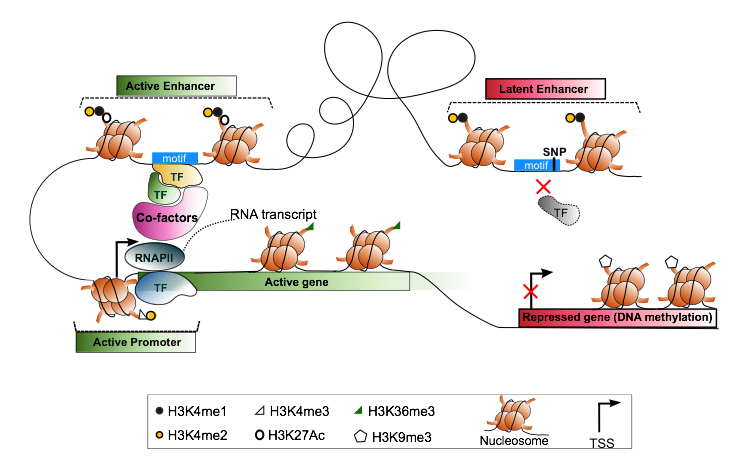 Active Enhancer
Latent Enhancer
motif
TF
TF
Co-factors
SNP
motif
TF
RNA transcript
RNAPII
TF
Active gene
Active Promoter
Repressed gene (DNA methylation)
H3K4me1
H3K4me3
H3K36me3
H3K4me2
H3K27Ac
H3K9me3
Nucleosome
TSS